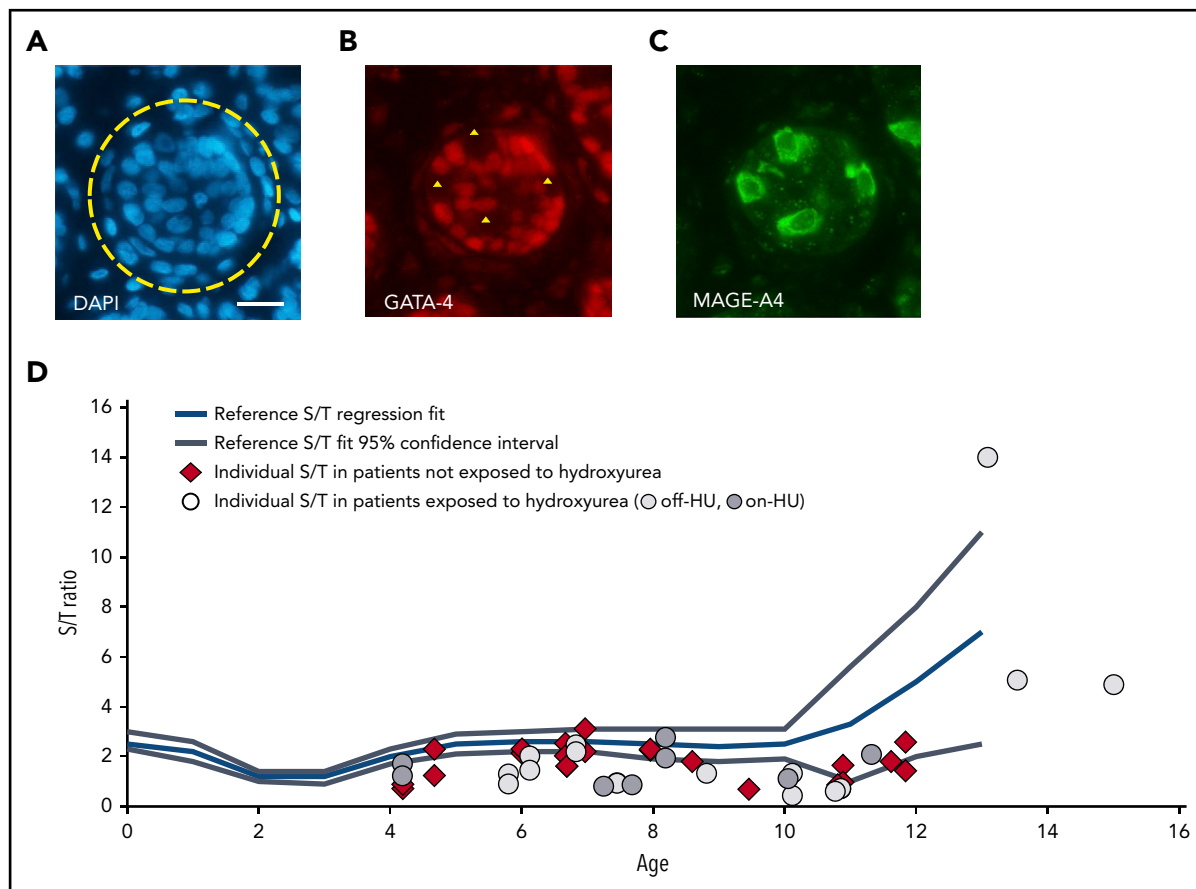 A
B
C
DAPI
GATA-4
MAGE-A4
D
S/T ratio
16
14
12
10
8
6
4
2
0
Reference S/T regression fit
Reference S/T fit 95% confidence interval
Individual S/T in patients not exposed to hydroxyurea
Individual S/T in patients exposed to hydroxyurea (off-HU, on-HU)
0 2 4 6 8 10 12 14 16
Age